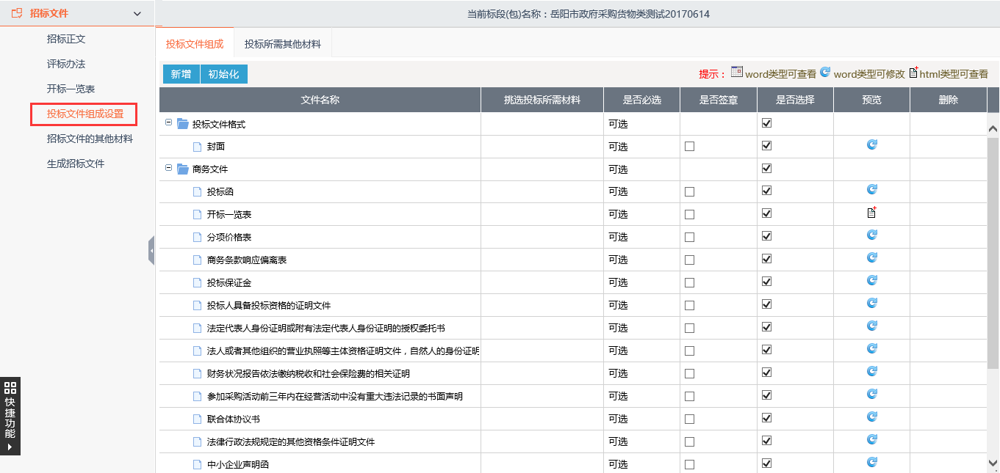 招标文件
当前标段(包)名称：岳阳市政府采购货物类测试20170614
招标正文
评标办法
开标一览表
投标文件组成设置
招标文件的其他材料
生成招标文件
快捷功能
投标文件组成 投标所需其他材料
新增 初始化 提示： word类型可查看 word类型可修改 html类型可查看
文件名称 挑选投标所需材料 是否必选 是否签章 是否选择 预览 删除
投标文件格式 可选
封面 可选
商务文件 可选
投标函 可选
开标一览表 可选
分项价格表 可选
商务条款响应偏离表 可选
投标保证金 可选
投标人具备投标资格的证明文件 可选
法定代表人身份证明或附有法定代表人身份证明的授权委托书 可选
法人或者其他组织的营业执照等主体资格证明文件，自然人的身份证明 可选
财务状况报告依法缴纳税收和社会保险费的相关证明 可选
参加采购活动前三年内在经营活动中没有重大违法记录的书面声明 可选
联合体协议书 可选
法律行政法规规定的其他资格条件证明文件 可选
中小企业声明函 可选